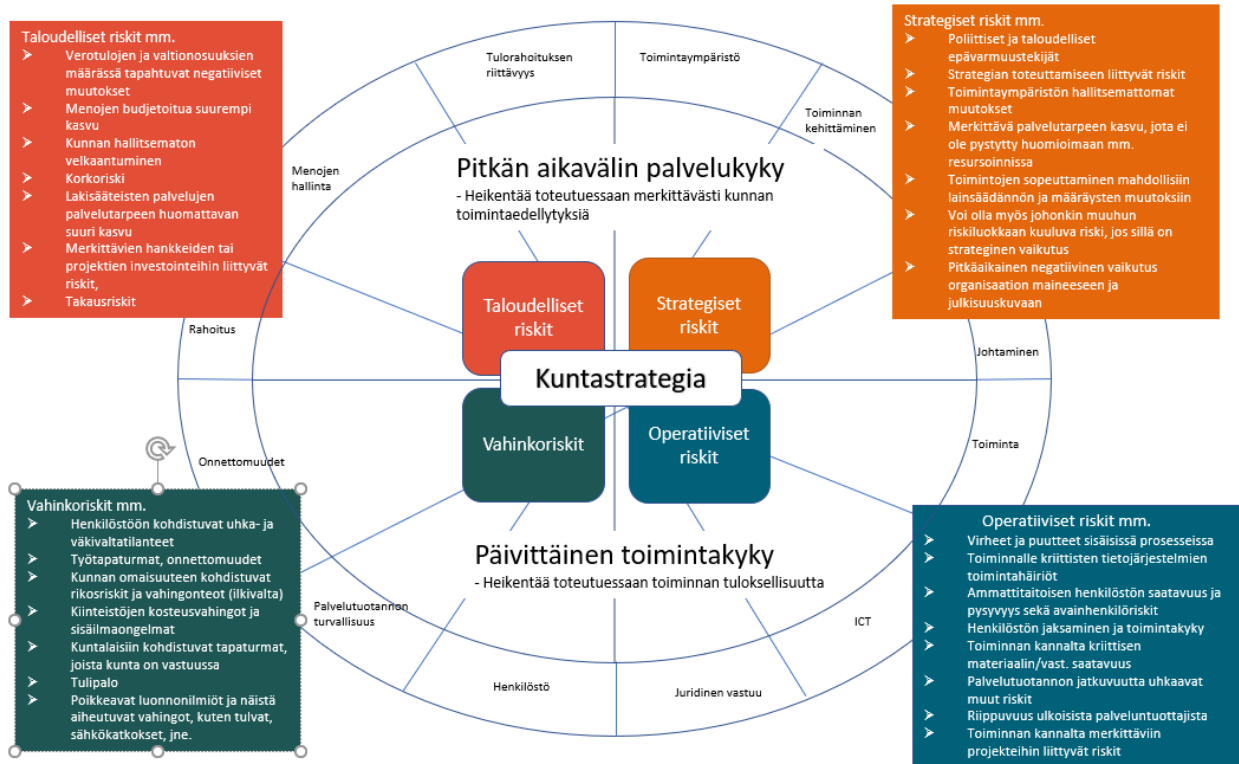 Taloudelliset riskit mm.
Verotulojen ja valtionosuuksien
määrässä tapahtuvat negatiiviset
muutokset
Menojen budjetoitua suurempi
kasvu
Kunnan hallitsematon
velkaantuminen
Korkoriski
Lakisääteisten palvelujen
palvelutarpeen huomattavan
suuri kasvu
Merkittävien hankkeiden tai
projektien investointeihin liittyvät
riskit,
Takausriskit
Strategiset riskit mm.
Poliittiset ja taloudelliset
epävarmuustekijät
Strategian toteuttamiseen liittyvät riskit
Toimintaympäristön hallitsemattomat
muutokset
Merkittävä palvelutarpeen kasvu, jota ei
ole pystytty huomioimaan mm.
resursoinnissa
Toimintojen sopeuttaminen mahdollisiin
lainsäädännön ja määräysten muutoksiin
Voi olla myös johonkin muuhun
riskiluokkaan kuuluva riski, jos sillä on
strateginen vaikutus
Pitkäaikainen negatiivinen vaikutus
organisaation maineeseen ja
julkisuuskuvaan
Tulorahoituksen
riittävyys
Toimintaympäristö
Toiminnan
kehittäminen
Menojen
hallinta
Pitkän aikavälin palvelukyky
- Heikentää toteutuessaan merkittävästi kunnan
toimintaedellytyksiä
Taloudelliset
riskit
Strategiset
riskit
Rahoitus
Johtaminen
Kuntastrategia
Vahinkoriskit
Operatiiviset
riskit
Onnettomuudet
Toiminta
Päivittäinen toimintakyky
- Heikentää toteutuessaan toiminnan tuloksellisuutta
Palvelutuotannon
turvallisuus
ICT
Henkilöstö
Juridinen vastuu
Vahinkoriskit mm.
Henkilöstöön kohdistuvat uhka- ja
väkivaltatilanteet
Työtapaturmat, onnettomuudet
Kunnan omaisuuteen kohdistuvat
rikosriskit ja vahingonteot (ilkivalta)
Kiinteistöjen kosteusvahingot ja
sisäilmaongelmat
Kuntalaisiin kohdistuvat tapaturmat,
joista kunta on vastuussa
Tulipalo
Poikkeavat luonnonilmiöt ja näistä
aiheutuvat vahingot, kuten tulvat,
sähkökatkokset, jne.
Operatiiviset riskit mm.
Virheet ja puutteet sisäisissä prosesseissa
Toiminnalle kriittisten tietojärjestelmien
toimintahäiriöt
Ammattitaitoisen henkilöstön saatavuus ja
pysyvyys sekä avainhenkilöriskit
Henkilöstön jaksaminen ja toimintakyky
Toiminnan kannalta kriittisen
materiaalin/vast. saatavuus
Palvelutuotannon jatkuvuutta uhkaavat
muut riskit
Riippuvuus ulkoisista palveluntuottajista
Toiminnan kannalta merkittäviin
projekteihin liittyvät riskit